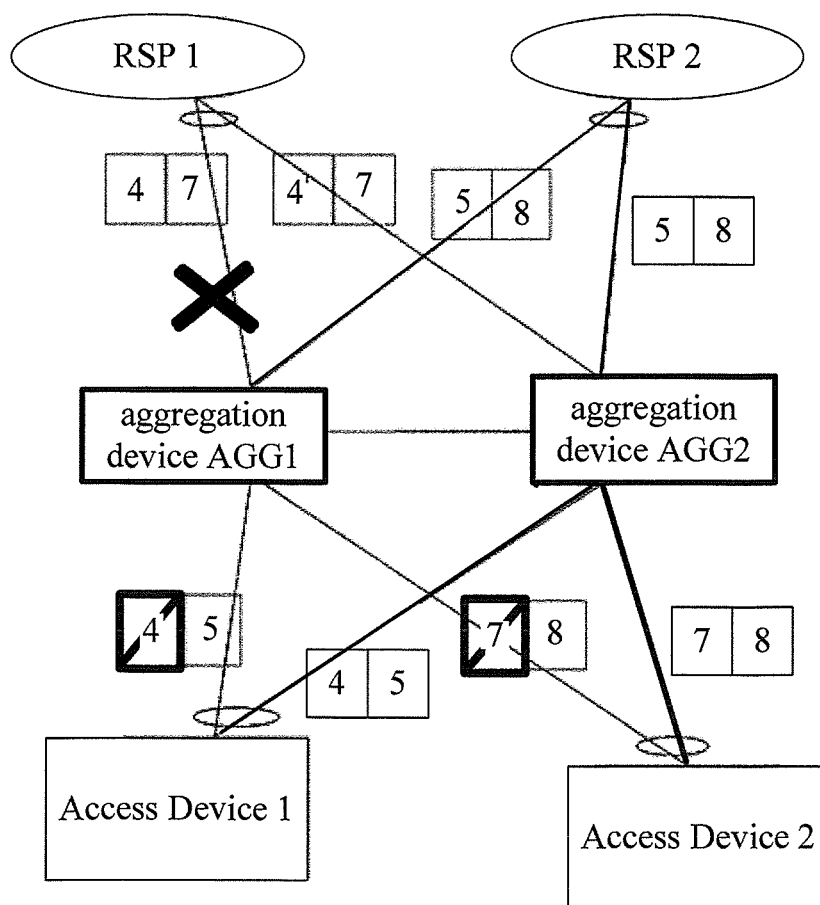 RSP 1
RSP 2
4 7
4' 7
5 8
5 8
aggregation
device AGG1
aggregation
device AGG2
4 5
4 5
7 8
7 8
Access Device 1
Access Device 2